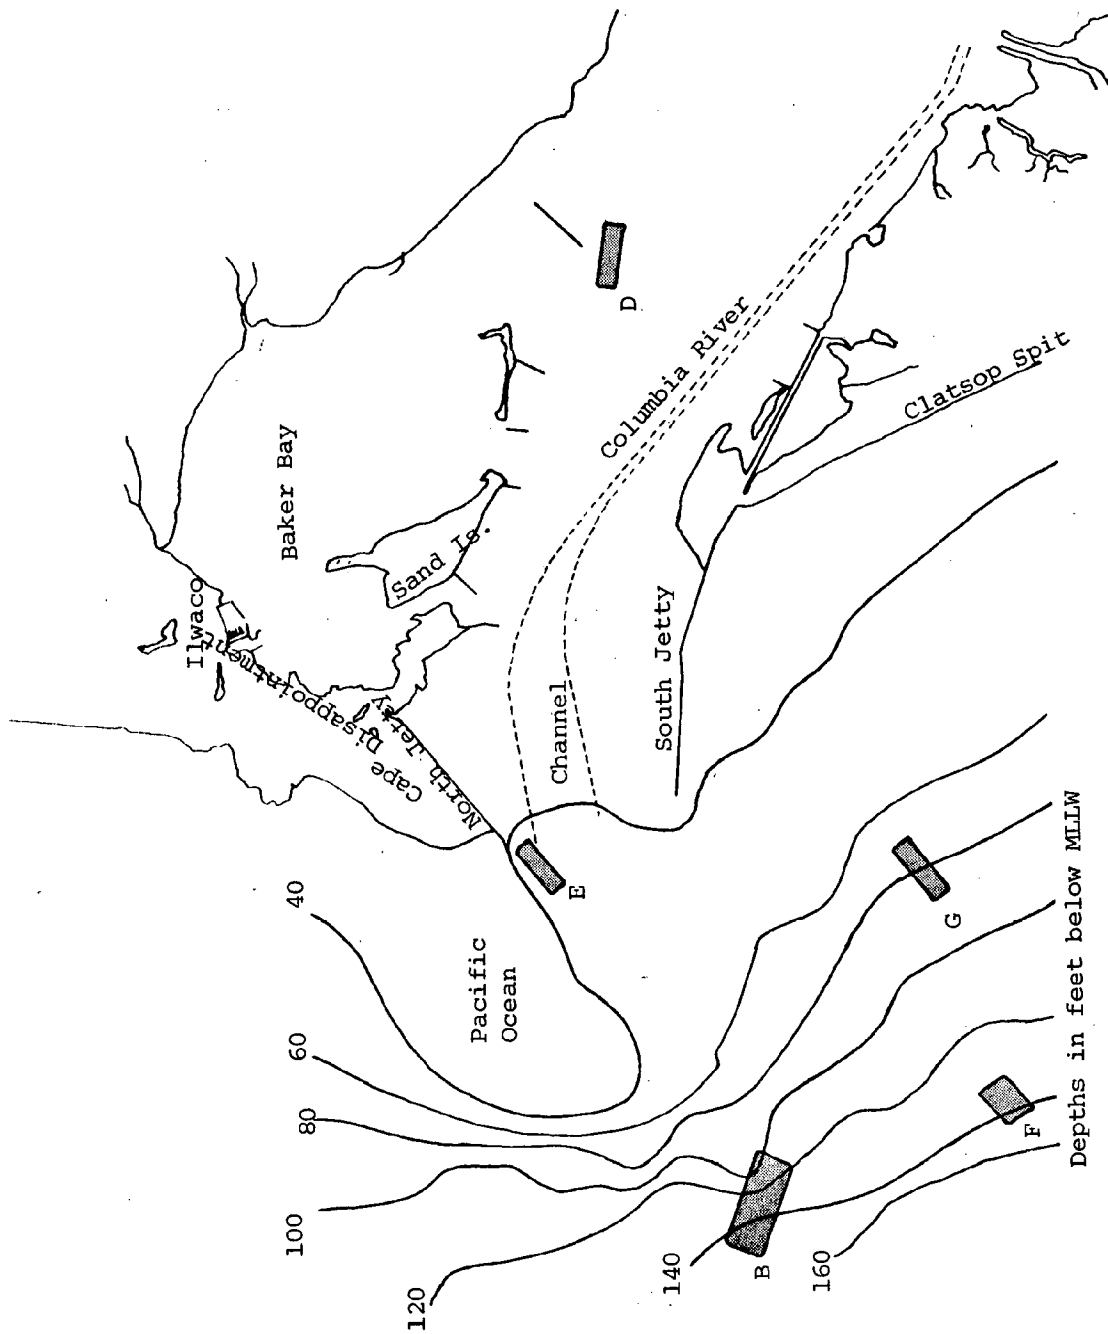 Ilwaco
Baker Bay
Cape Disappointment
North Jetty
Sand Is.
Columbia River
Channel
South Jetty
Clatsop Spit
Pacific
Ocean
40
60
80
100
120
140
160
B
D
E
F
G
Depths in feet below MLLW